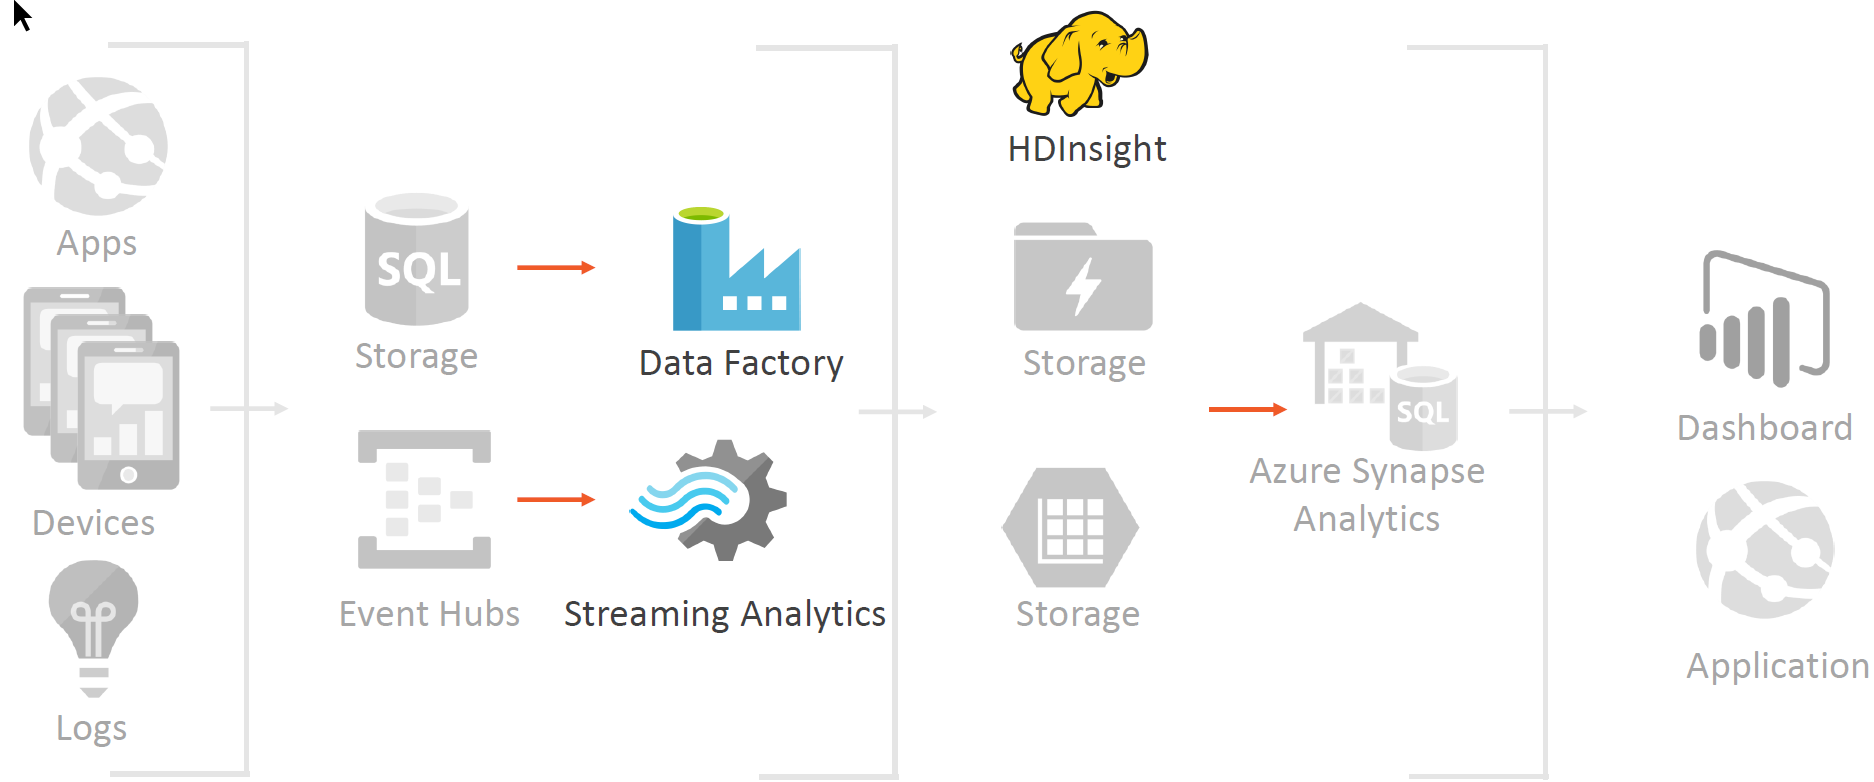 Apps
Devices
Logs
SQL
Storage
Event Hubs
Data Factory
Streaming Analytics
HDInsight
Storage
Storage
SQL
Azure Synapse
Analytics
Dashboard
Application